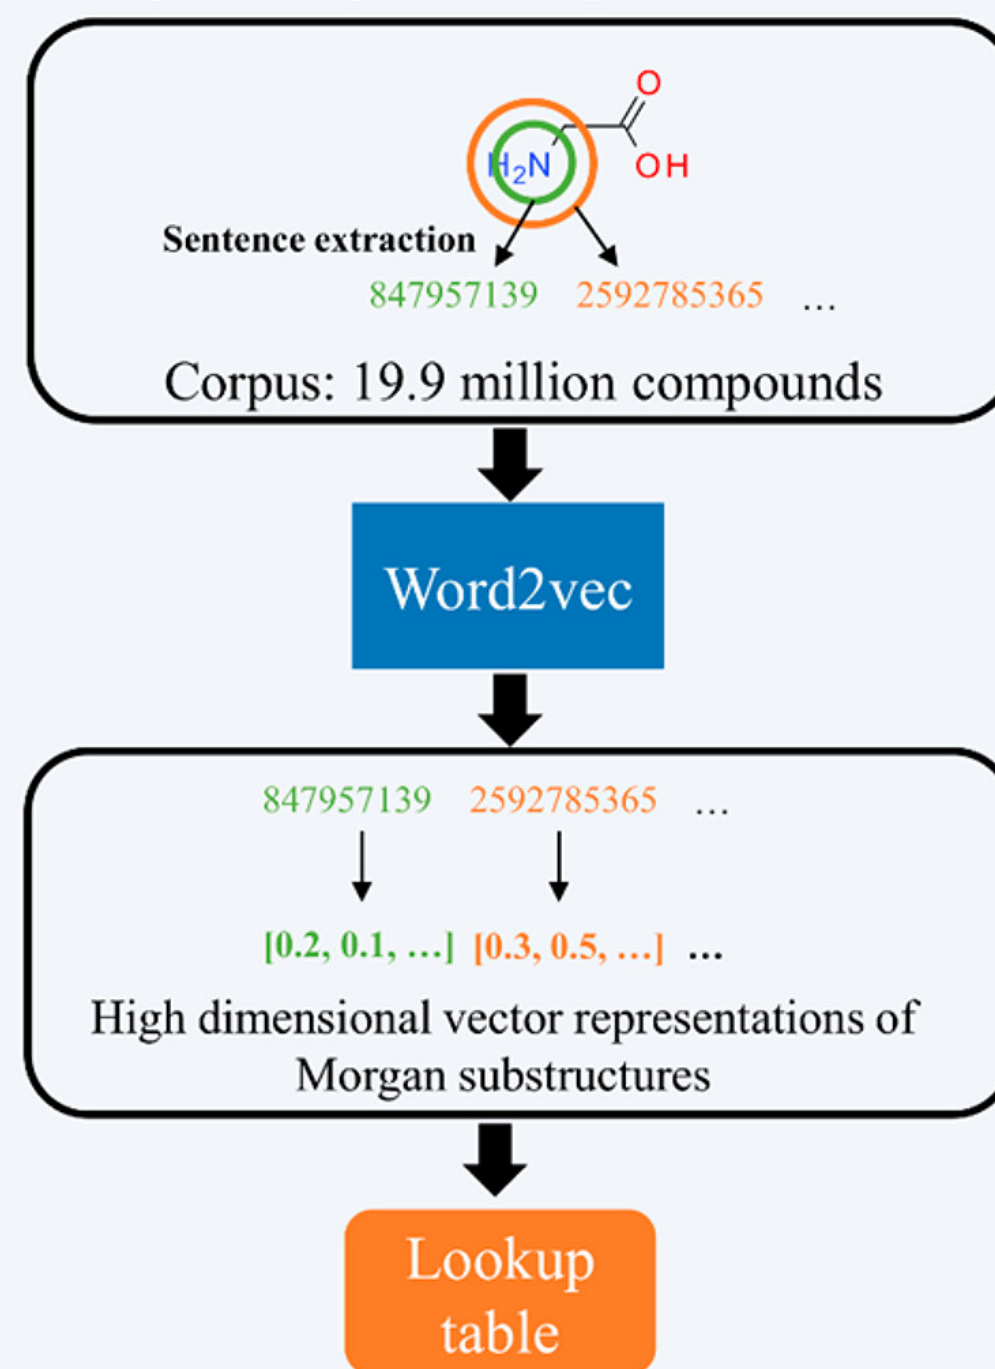 O
H₂N
OH
Sentence extraction
847957139 2592785365 ...
Corpus: 19.9 million compounds
Word2vec
847957139 2592785365 ...
[0.2, 0.1, ...] [0.3, 0.5, ...] ...
High dimensional vector representations of
Morgan substructures
Lookup
table